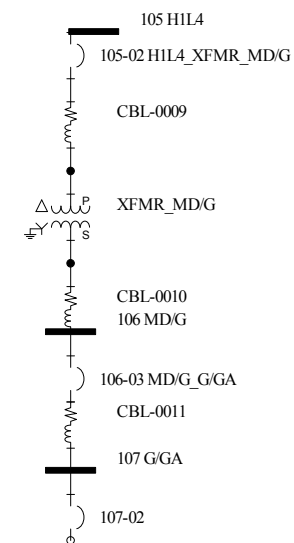 105 H1L4
105-02 H1L4_XFMR_MD/G
CBL-0009
P
XFMR_MD/G
S
CBL-0010
106 MD/G
106-03 MD/G_G/GA
CBL-0011
107 G/GA
107-02